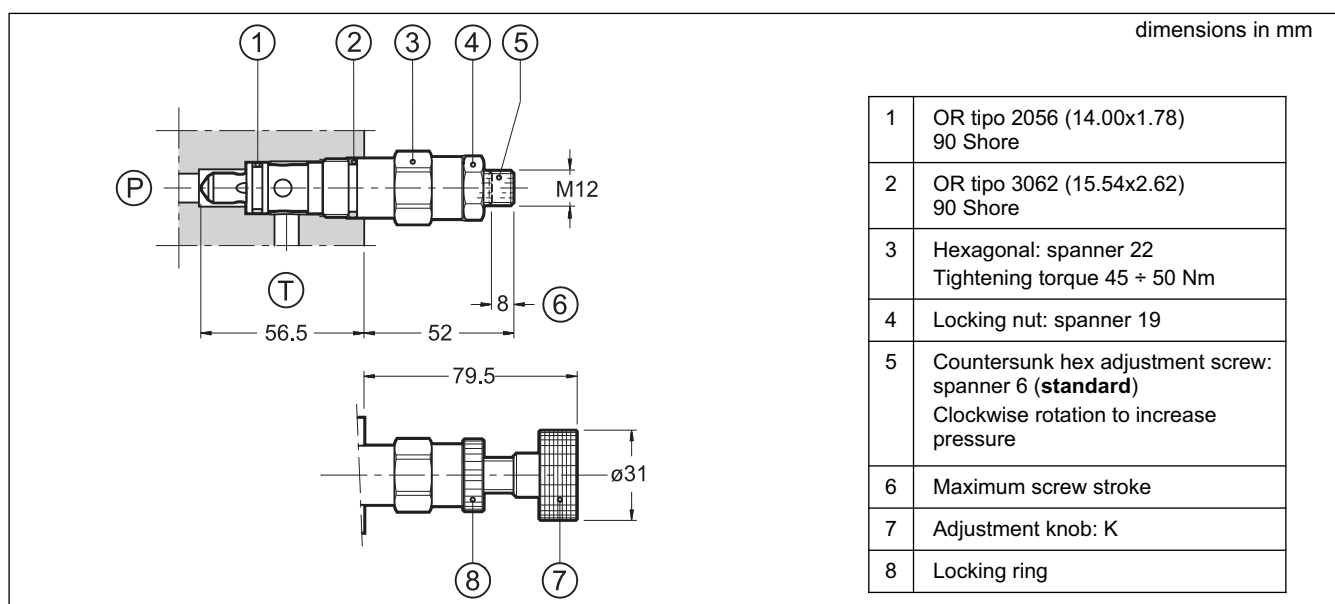 dimensions in mm
1 2 3 4 5
P
M12
T
8 6
56.5 52
79.5
ø31
8 7
1 OR tipo 2056 (14.00x1.78)
90 Shore
2 OR tipo 3062 (15.54x2.62)
90 Shore
3 Hexagonal: spanner 22
Tightening torque 45 ÷ 50 Nm
4 Locking nut: spanner 19
5 Countersunk hex adjustment screw:
spanner 6 (standard)
Clockwise rotation to increase
pressure
6 Maximum screw stroke
7 Adjustment knob: K
8 Locking ring